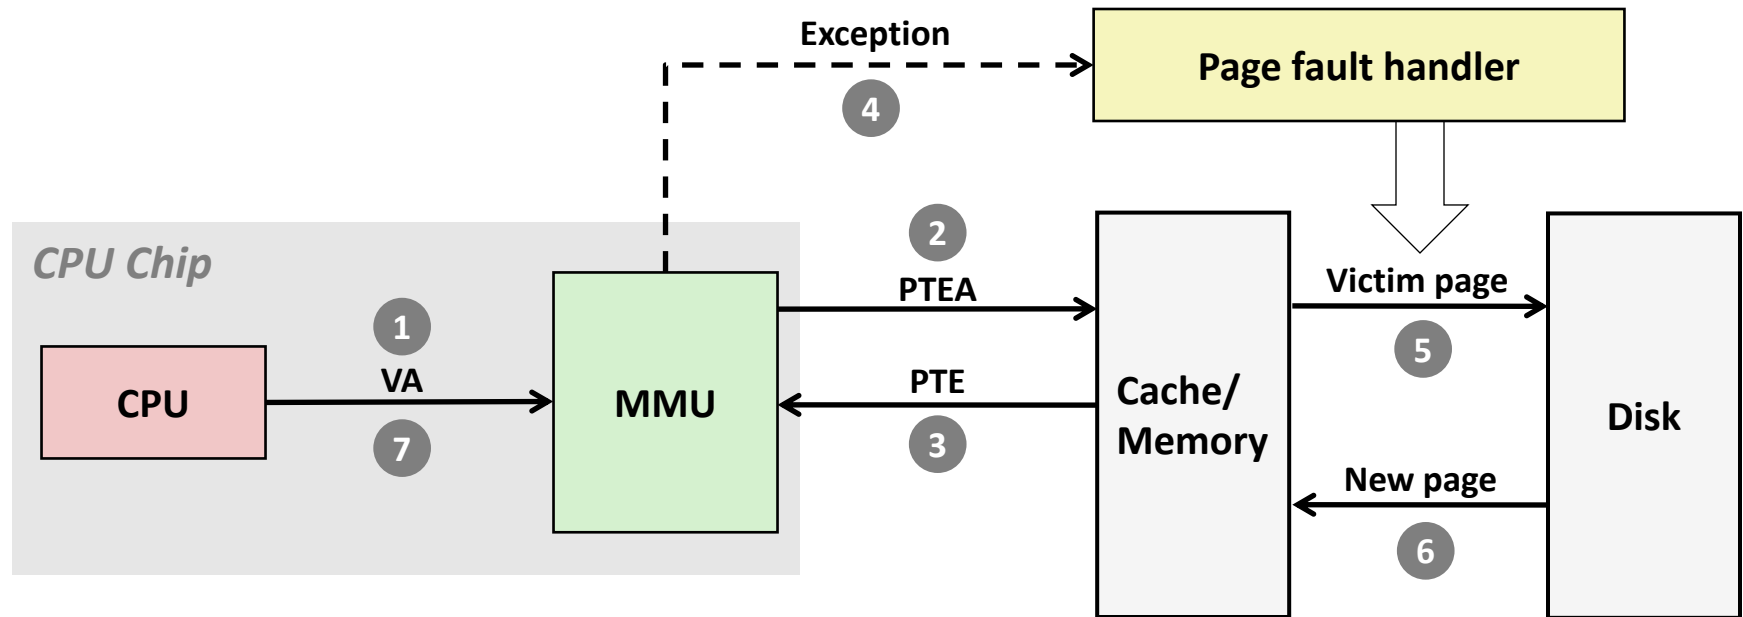 Exception
Page fault handler
4
2
CPU Chip
PTEA
Victim page
1
5
VA
PTE
CPU
MMU
Cache/
Memory
Disk
7
3
New page
6